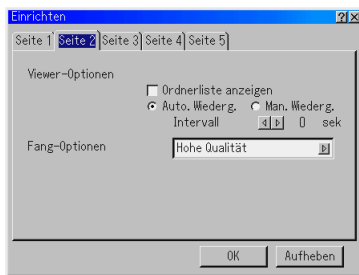 Einrichten
Seite 1 Seite 2 Seite 3 Seite 4 Seite 5
Viewer-Optionen
Ordnerliste anzeigen
Auto. Wiederg. Man. Wiederg.
Intervall 0 sek
Fang-Optionen Hohe Qualität
OK Aufheben